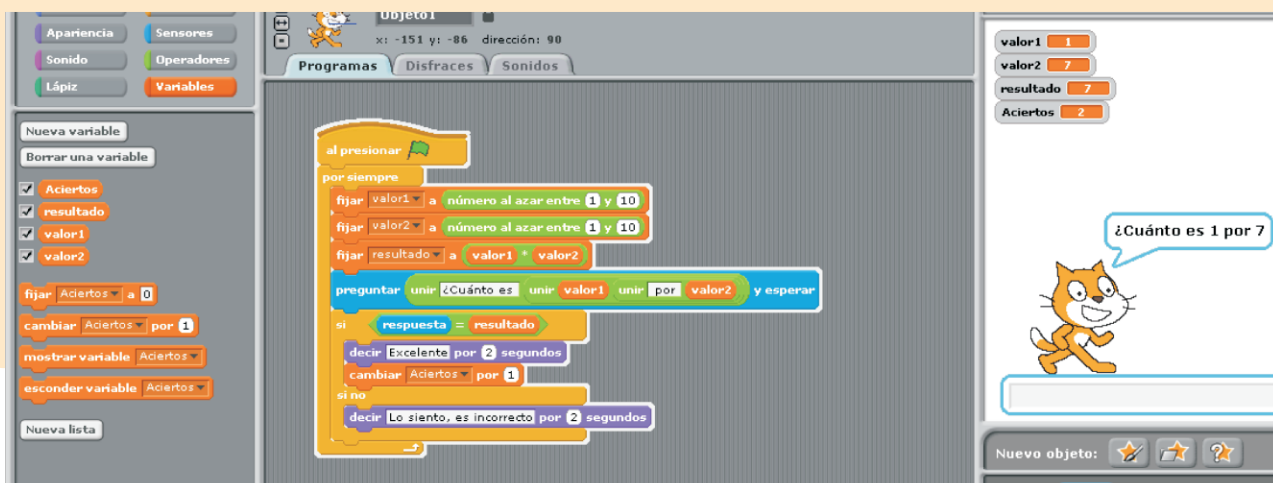 Apariencia Sensores
Sonido Operadores
Lápiz Variables
Nueva variable
Borrar una variable
Aciertos
resultado
valor1
valor2
fijar Aciertos a 0
cambiar Aciertos por 1
mostrar variable Aciertos
esconder variable Aciertos
Nueva lista
Objeto1
x: -151 y: -86 dirección: 90
Programas Disfraces Sonidos
al presionar
por siempre
fijar valor1 a número al azar entre 1 y 10
fijar valor2 a número al azar entre 1 y 10
fijar resultado a valor1 * valor2
preguntar unir ¿Cuánto es unir valor1 unir por valor2 y esperar
si respuesta = resultado
decir Excelente por 2 segundos
cambiar Aciertos por 1
si no
decir Lo siento, es incorrecto por 2 segundos
valor1 1
valor2 7
resultado 7
Aciertos 2
¿Cuánto es 1 por 7
Nuevo objeto: